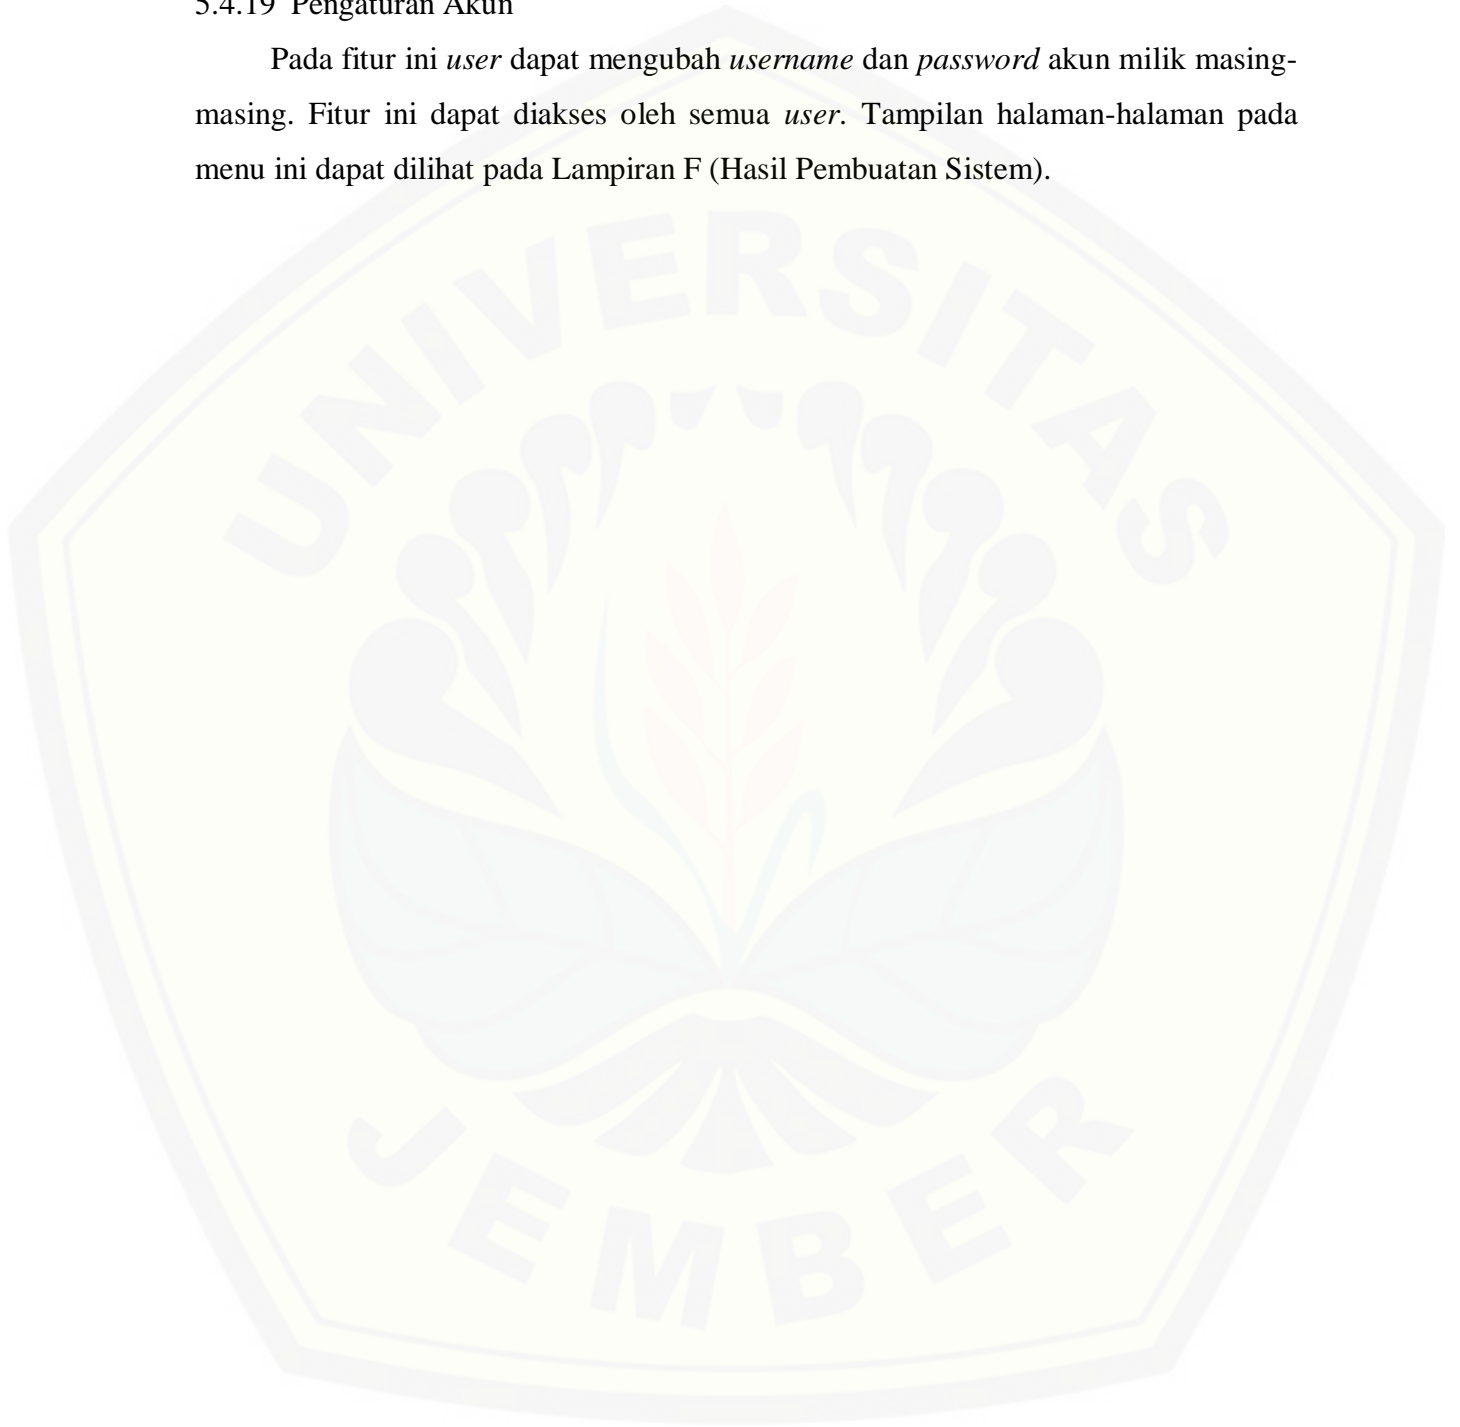 5.4.19 Pengaturan Akun
Pada fitur ini user dapat mengubah username dan password akun milik masing-
masing. Fitur ini dapat diakses oleh semua user. Tampilan halaman-halaman pada
menu ini dapat dilihat pada Lampiran F (Hasil Pembuatan Sistem).
UNIVERSITAS
JEMBER